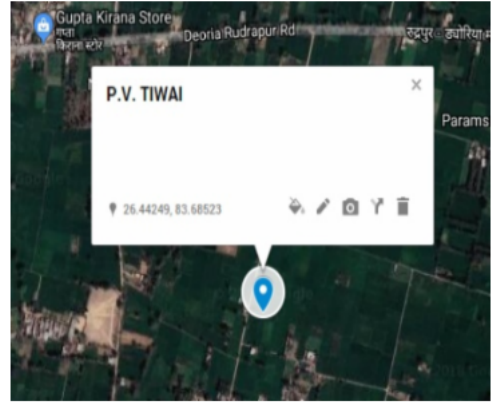 Gupta Kirana Store
गुप्ता
किराना स्टोर
Deoria Rudrapur Rd
रुद्रपुर - ड्योरिया म
P.V. TIWAI
×
Params
26.44249, 83.68523